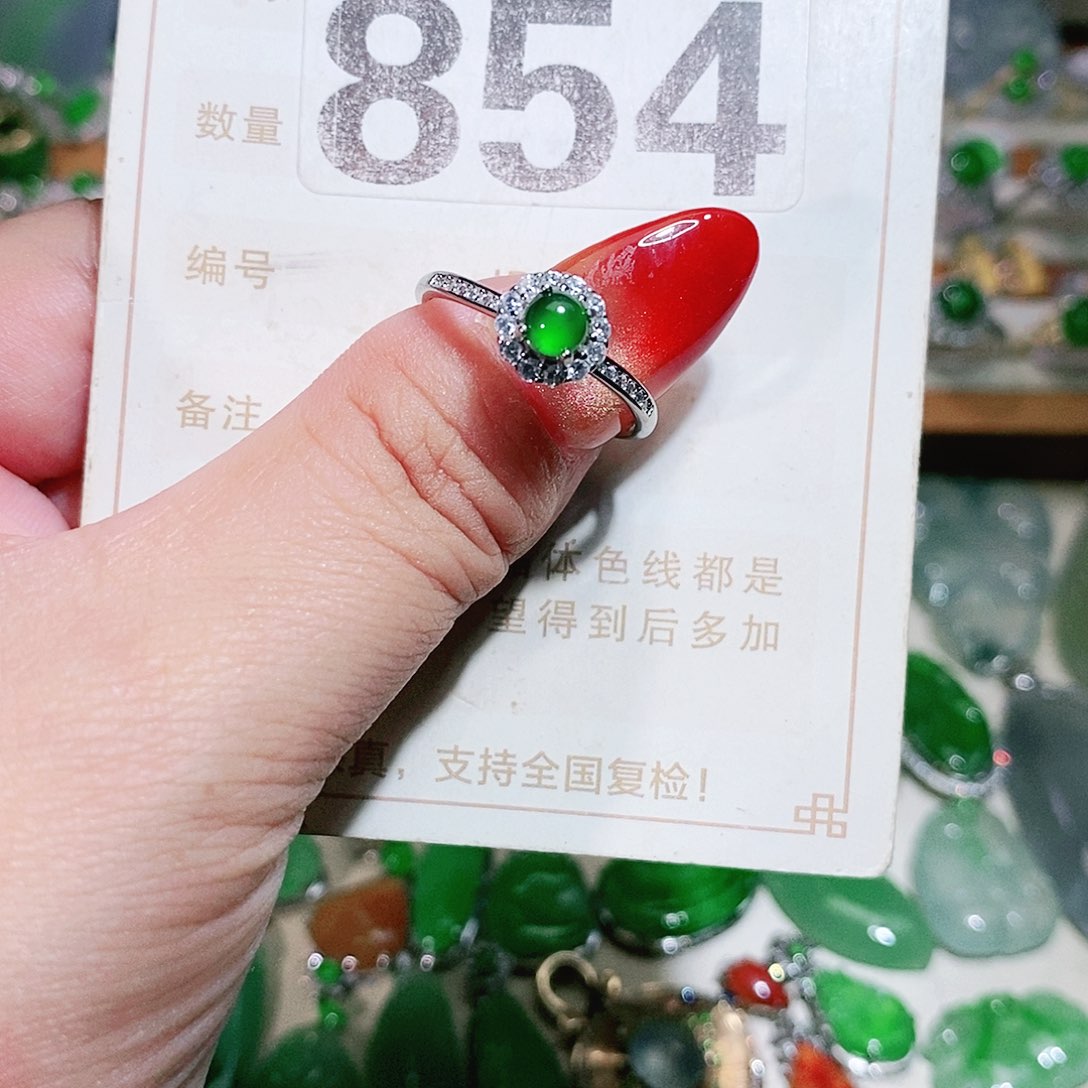 854
数量
编号
备注
体色线都是
望得到后多加
真，支持全国复检！